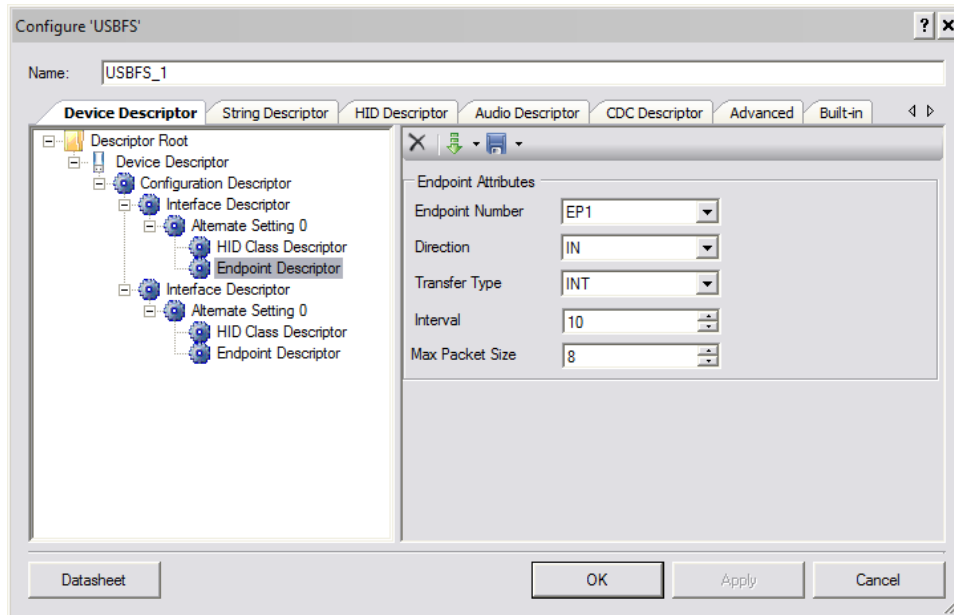 Configure 'USBFS'
? x
Name: USBFS_1
Device Descriptor String Descriptor HID Descriptor Audio Descriptor CDC Descriptor Advanced Built-in
Descriptor Root
Device Descriptor
Configuration Descriptor
Interface Descriptor
Alternate Setting 0
HID Class Descriptor
Endpoint Descriptor
Interface Descriptor
Alternate Setting 0
HID Class Descriptor
Endpoint Descriptor
Endpoint Attributes
Endpoint Number EP1
Direction IN
Transfer Type INT
Interval 10
Max Packet Size 8
Datasheet OK Apply Cancel